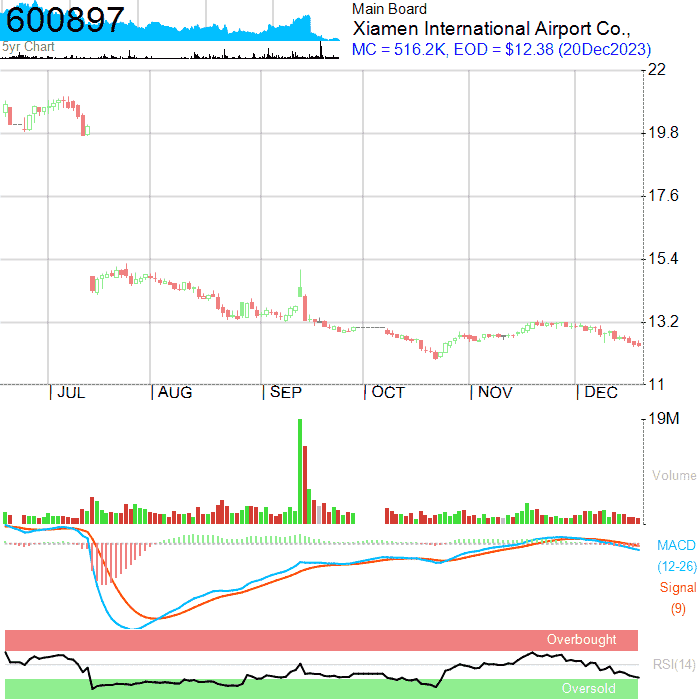 600897
5yr Chart
Main Board
Xiamen International Airport Co.,
MC = 516.2K, EOD = $12.38 (20Dec2023)
22
19.8
17.6
15.4
13.2
11
JUL AUG SEP OCT NOV DEC
19M
Volume
MACD
(12-26)
Signal
(9)
Overbought
RSI(14)
Oversold